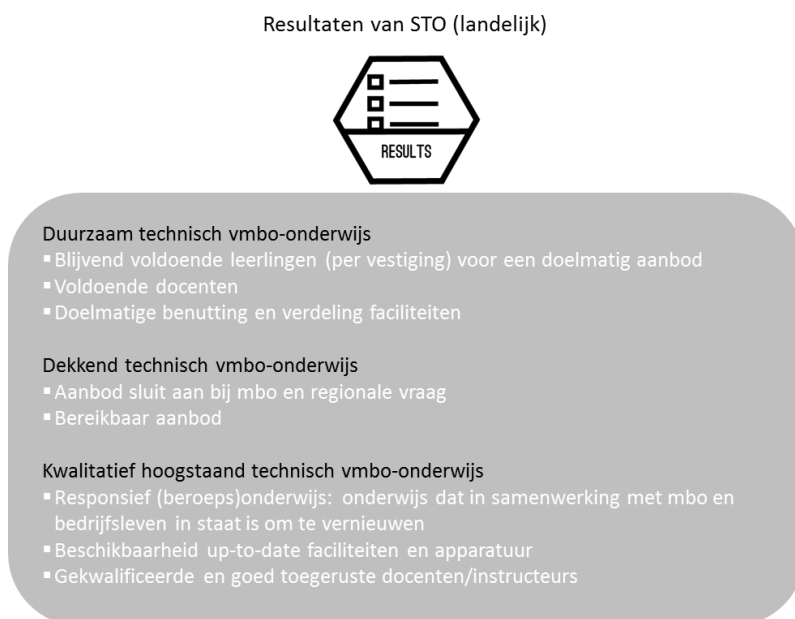 Resultaten van STO (landelijk)
RESULTS
Duurzaam technisch vmbo-onderwijs
▪ Blijvend voldoende leerlingen (per vestiging) voor een doelmatig aanbod
▪ Voldoende docenten
▪ Doelmatige benutting en verdeling faciliteiten
Dekkend technisch vmbo-onderwijs
▪ Aanbod sluit aan bij mbo en regionale vraag
▪ Bereikbaar aanbod
Kwalitatief hoogstaand technisch vmbo-onderwijs
▪ Responsief (beroeps)onderwijs: onderwijs dat in samenwerking met mbo en
bedrijfsleven in staat is om te vernieuwen
▪ Beschikbaarheid up-to-date faciliteiten en apparatuur
▪ Gekwalificeerde en goed toegeruste docenten/instructeurs